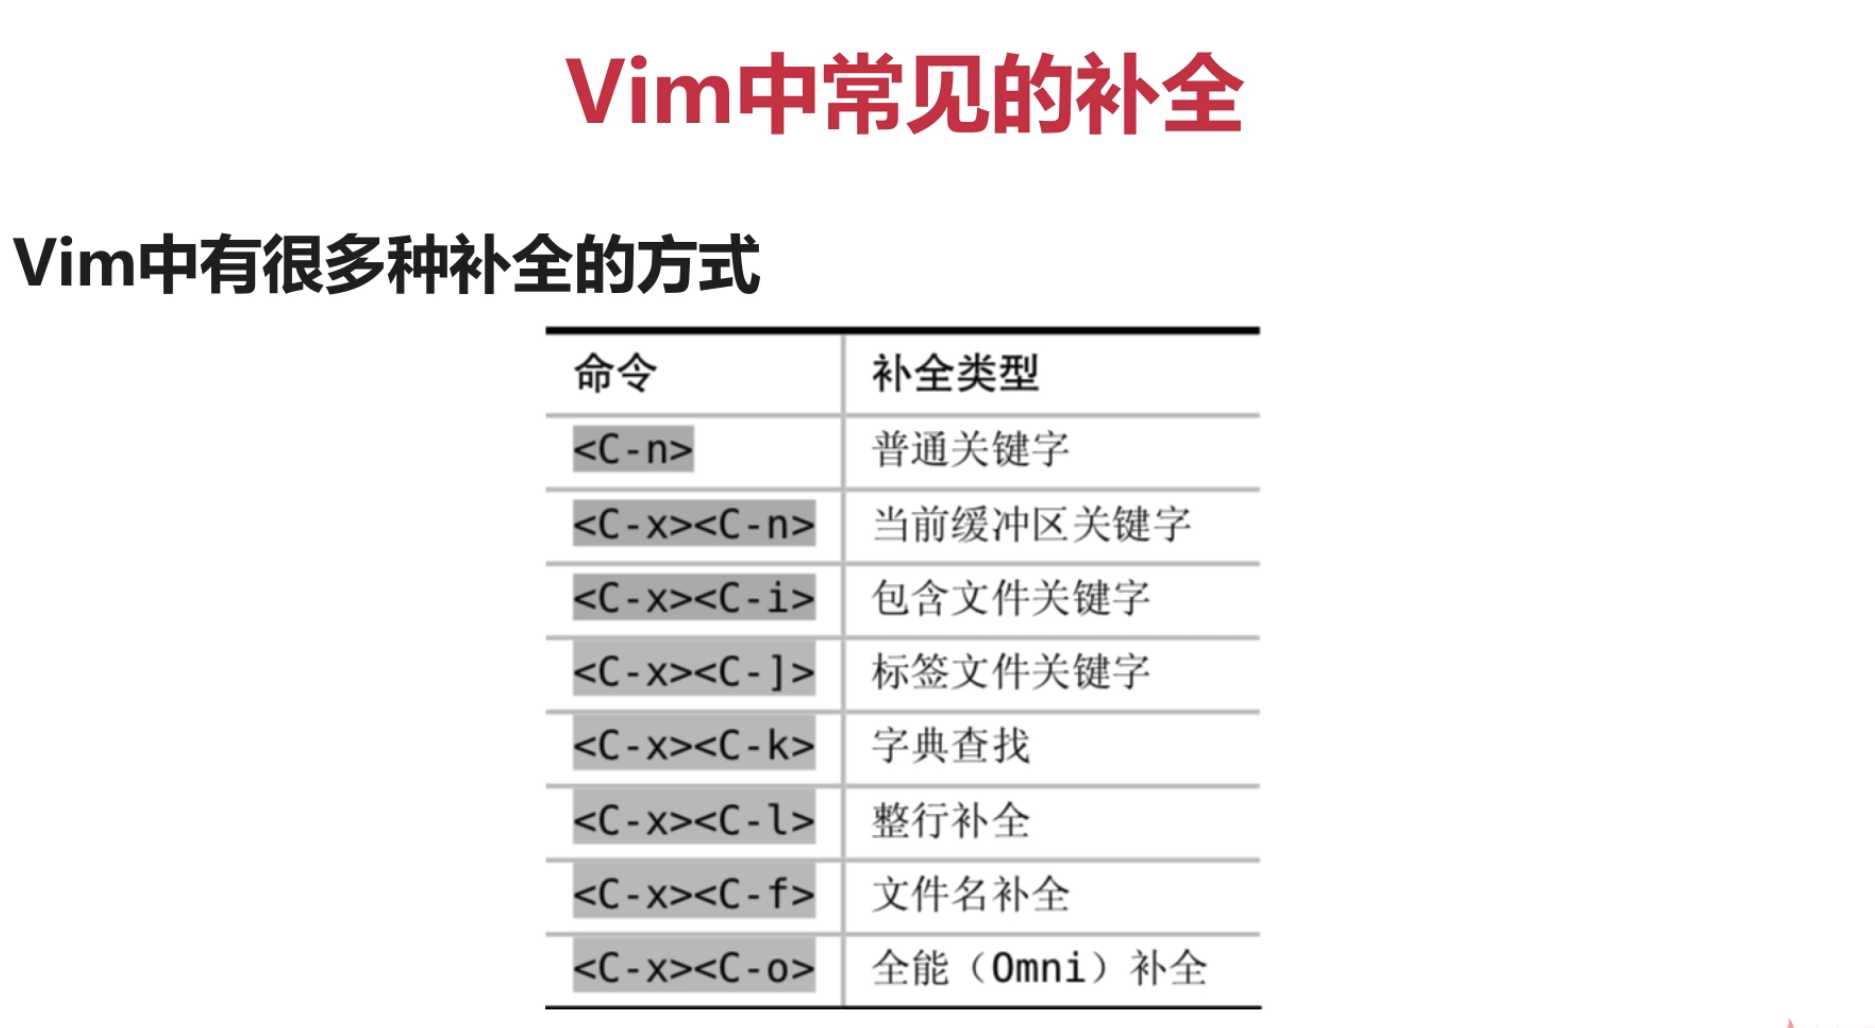 Vim中常见的补全
Vim中有很多种补全的方式
命令 补全类型
<C-n> 普通关键字
<C-x><C-n> 当前缓冲区关键字
<C-x><C-i> 包含文件关键字
<C-x><C-]> 标签文件关键字
<C-x><C-k> 字典查找
<C-x><C-l> 整行补全
<C-x><C-f> 文件名补全
<C-x><C-o> 全能（Omni）补全